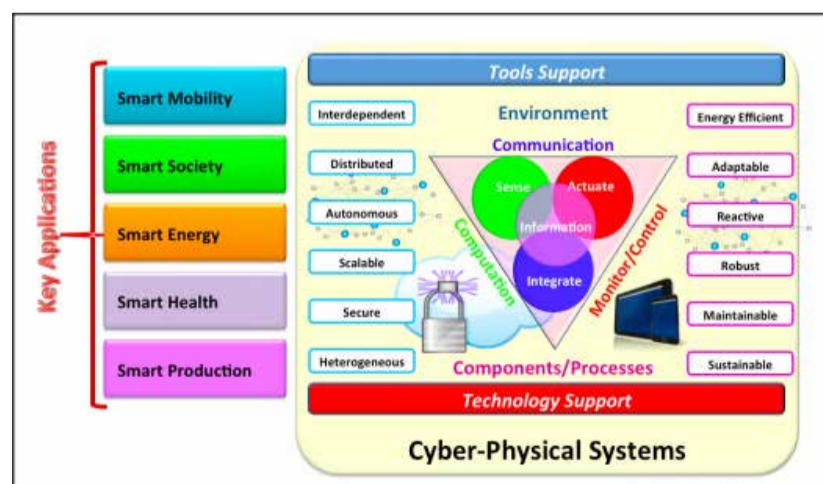 Key Applications
Smart Mobility
Smart Society
Smart Energy
Smart Health
Smart Production
Tools Support
Interdependent
Distributed
Autonomous
Scalable
Secure
Heterogeneous
Environment
Communication
Sense
Actuate
Information
Integrate
Computation
Monitor/Control
Components/Processes
Energy Efficient
Adaptable
Reactive
Robust
Maintainable
Sustainable
Technology Support
Cyber-Physical Systems